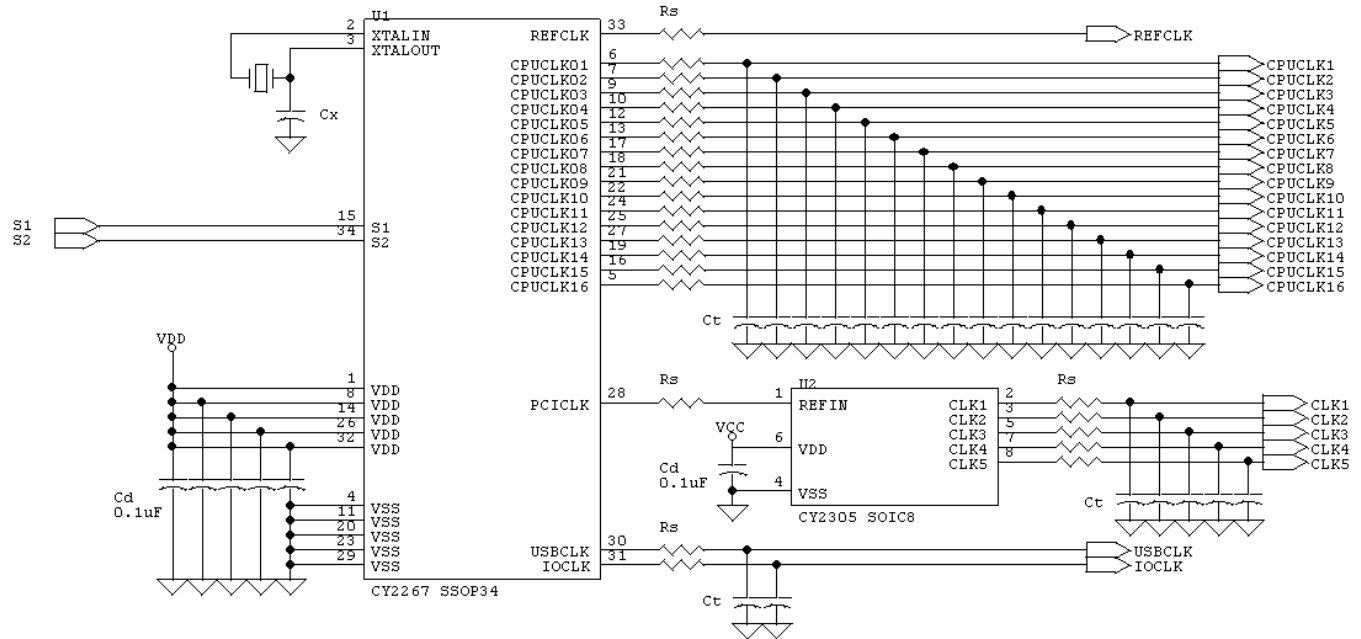 U1
Rs
2
XTALIN
3
XTALOUT
Cx
33
REFCLK
REFCLK
6
CPUCLK01
CPUCLK1
7
CPUCLK02
CPUCLK2
9
CPUCLK03
CPUCLK3
10
CPUCLK04
CPUCLK4
12
CPUCLK05
CPUCLK5
13
CPUCLK06
CPUCLK6
17
CPUCLK07
CPUCLK7
18
CPUCLK08
CPUCLK8
21
CPUCLK09
CPUCLK9
22
CPUCLK10
CPUCLK10
24
CPUCLK11
CPUCLK11
25
CPUCLK12
CPUCLK12
27
CPUCLK13
CPUCLK13
19
CPUCLK14
CPUCLK14
16
CPUCLK15
CPUCLK15
5
CPUCLK16
CPUCLK16
S1
15
S1
S2
34
S2
Ct
VDD
1
VDD
8
VDD
14
VDD
26
VDD
32
VDD
Cd
0.1uF
4
VSS
11
VSS
20
VSS
23
VSS
29
VSS
28
PCICLK
Rs
U2
1
REFIN
VCC
6
VDD
Cd
0.1uF
4
VSS
CY2305 SOIC8
Rs
2
CLK1
CLK1
3
CLK2
CLK2
5
CLK3
CLK3
7
CLK4
CLK4
8
CLK5
CLK5
Ct
Rs
30
USBCLK
USBCLK
31
IOCLK
IOCLK
Ct
CY2267 SSOP34